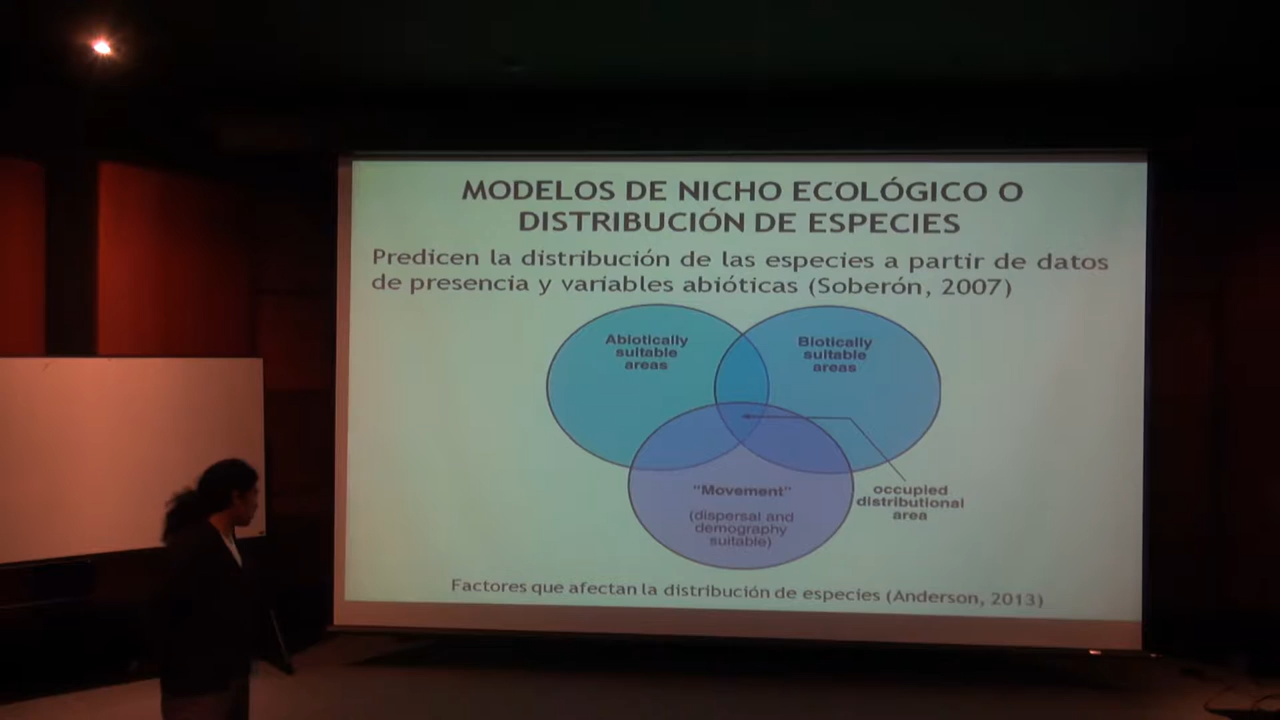 MODELOS DE NICHO ECOLÓGICO O
DISTRIBUCIÓN DE ESPECIES
Predicen la distribución de las especies a partir de datos
de presencia y variables abióticas (Soberón, 2007)
Abiotically
suitable
areas
Biotically
suitable
areas
"Movement"
(dispersal and
demography
suitable)
occupied
distributional
area
Factores que afectan la distribución de especies (Anderson, 2013)